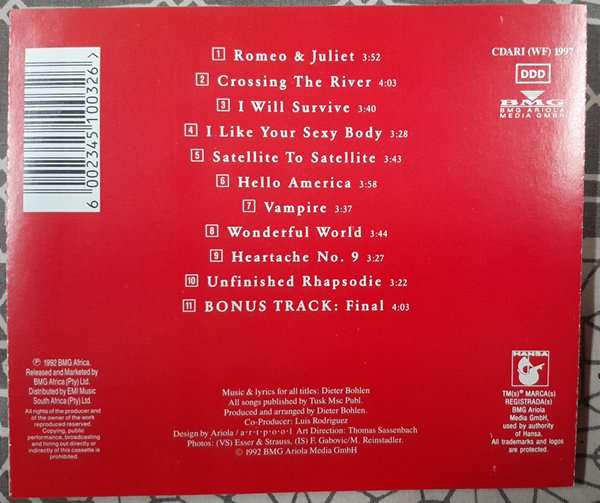 1 Romeo & Juliet 3:52
2 Crossing The River 4:03
3 I Will Survive 3:40
4 I Like Your Sexy Body 3:28
5 Satellite To Satellite 3:43
6 Hello America 3:58
7 Vampire 3:37
8 Wonderful World 3:44
9 Heartache No. 9 3:27
10 Unfinished Rhapsodie 3:22
11 BONUS TRACK: Final 4:03
CDARI (WF) 1997
DDD
BMG
BMG ARIOLA
MEDIA GMBH
6 002345 100326 >
℗ 1992 BMG Africa.
Released and Marketed by
BMG Africa (Pty) Ltd.
Distributed by EMI Music
South Africa (Pty) Ltd.
All rights of the producer and
of the owner of the work
reproduced reserved.
Copying, public
performance, broadcasting
and hiring out directly or
indirectly of this cassette is
prohibited.
Music & lyrics for all titles: Dieter Bohlen
All songs published by Tusk Msc Publ.
Produced and arranged by Dieter Bohlen.
Co-Producer: Luis Rodriguez
Design by Ariola / a·r·t·p·o·o·l Art Direction: Thomas Sassenbach
Photos: (VS) Esser & Strauss, (IS) F. Gabovic/M. Reinstadler.
© 1992 BMG Ariola Media GmbH
HANSA
TM(s) ® MARCA(s)
REGISTRADA(s)
BMG Ariola
Media GmbH,
used by authority
of Hansa.
All trademarks and logos
are protected.